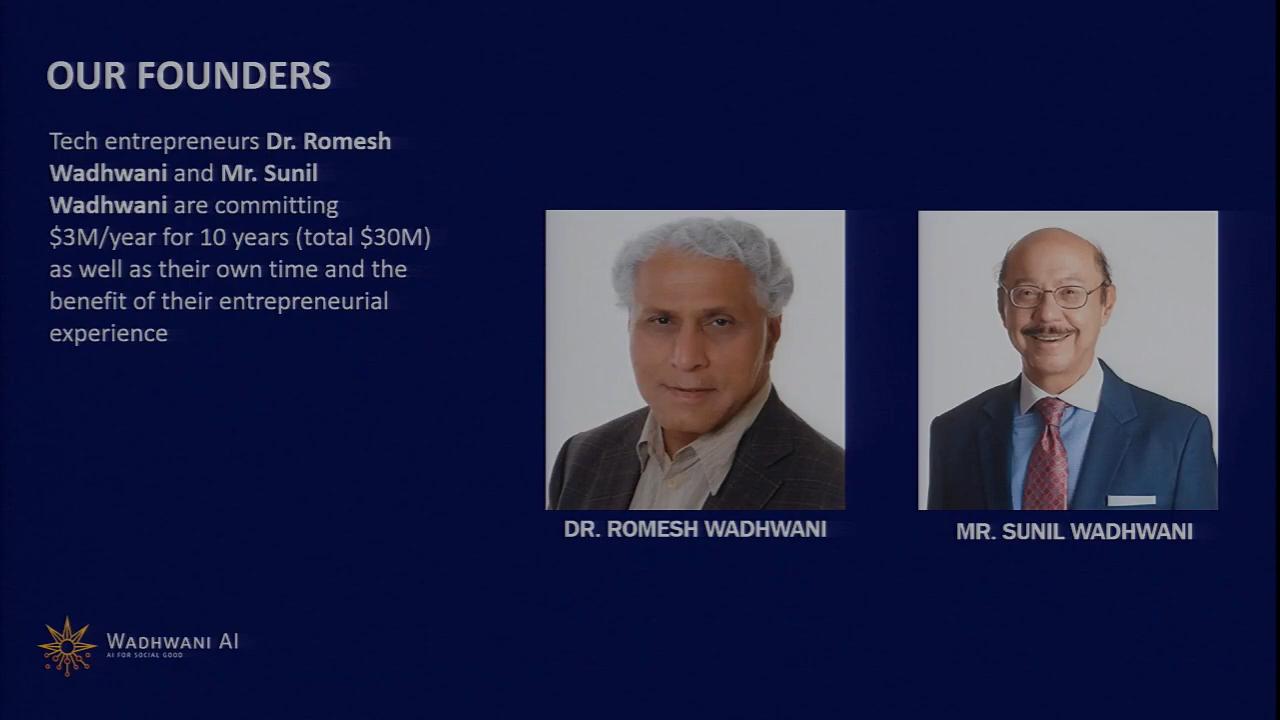 OUR FOUNDERS
Tech entrepreneurs Dr. Romesh
Wadhwani and Mr. Sunil
Wadhwani are committing
$3M/year for 10 years (total $30M)
as well as their own time and the
benefit of their entrepreneurial
experience
DR. ROMESH WADHWANI
MR. SUNIL WADHWANI
WADHWANI AI
AI FOR SOCIAL GOOD